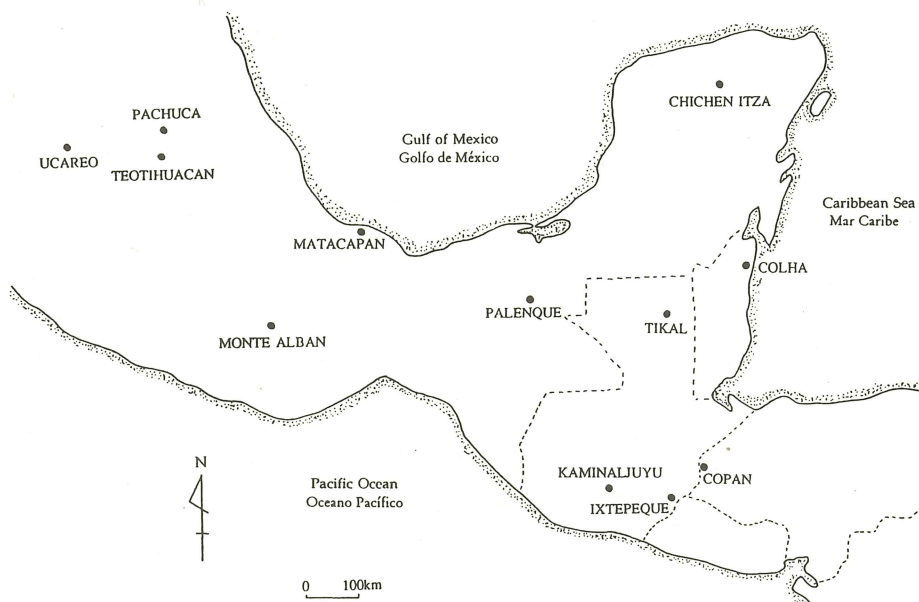 CHICHEN ITZA
PACHUCA
Gulf of Mexico
Golfo de México
UCAREO
TEOTIHUACAN
Caribbean Sea
Mar Caribe
MATACAPAN
COLHA
PALENQUE
TIKAL
MONTE ALBAN
N
KAMINALJUYU
COPAN
Pacific Ocean
Oceano Pacífico
IXTEPEQUE
0 100km